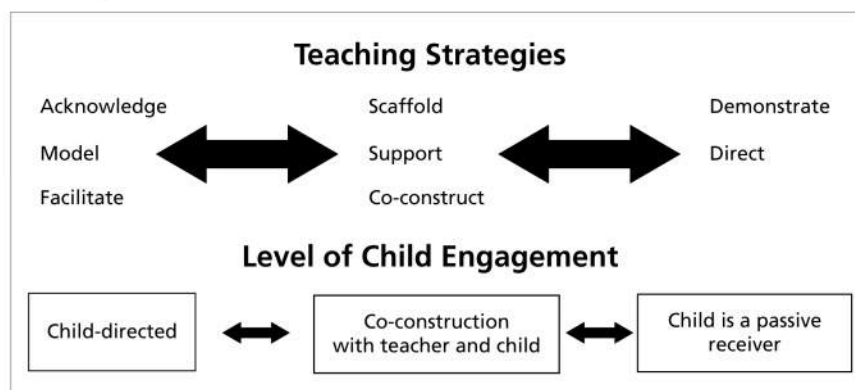 Teaching Strategies
Acknowledge
Scaffold
Demonstrate
Model
Support
Direct
Facilitate
Co-construct
Level of Child Engagement
Child-directed
Co-construction
with teacher and child
Child is a passive
receiver